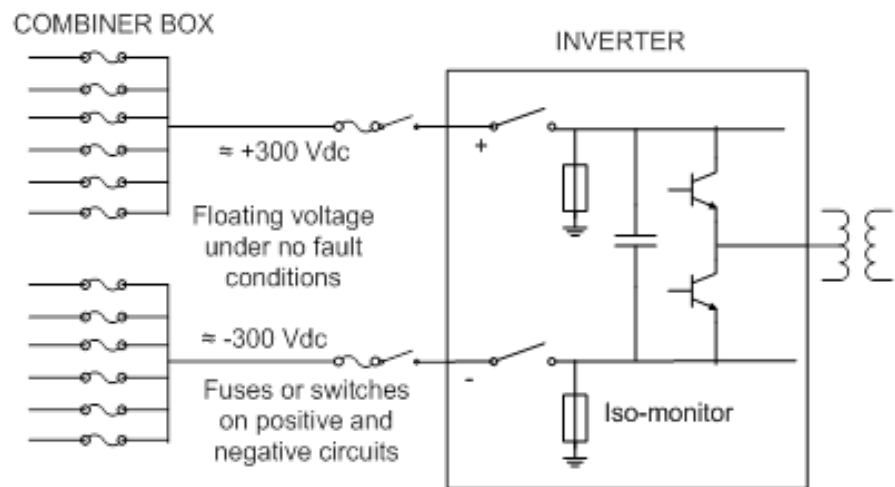 COMBINER BOX
INVERTER
≈ +300 Vdc
+
Floating voltage
under no fault
conditions
≈ -300 Vdc
-
Fuses or switches
on positive and
negative circuits
Iso-monitor